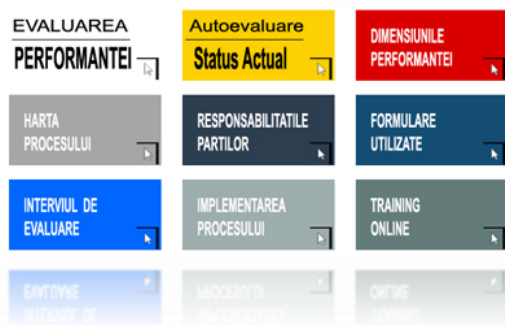 EVALUAREA
PERFORMANTEI
Autoevaluare
Status Actual
DIMENSIUNILE
PERFORMANTEI
HARTA
PROCESULUI
RESPONSABILITATILE
PARTILOR
FORMULARE
UTILIZATE
INTERVIUL DE
EVALUARE
IMPLEMENTAREA
PROCESULUI
TRAINING
ONLINE